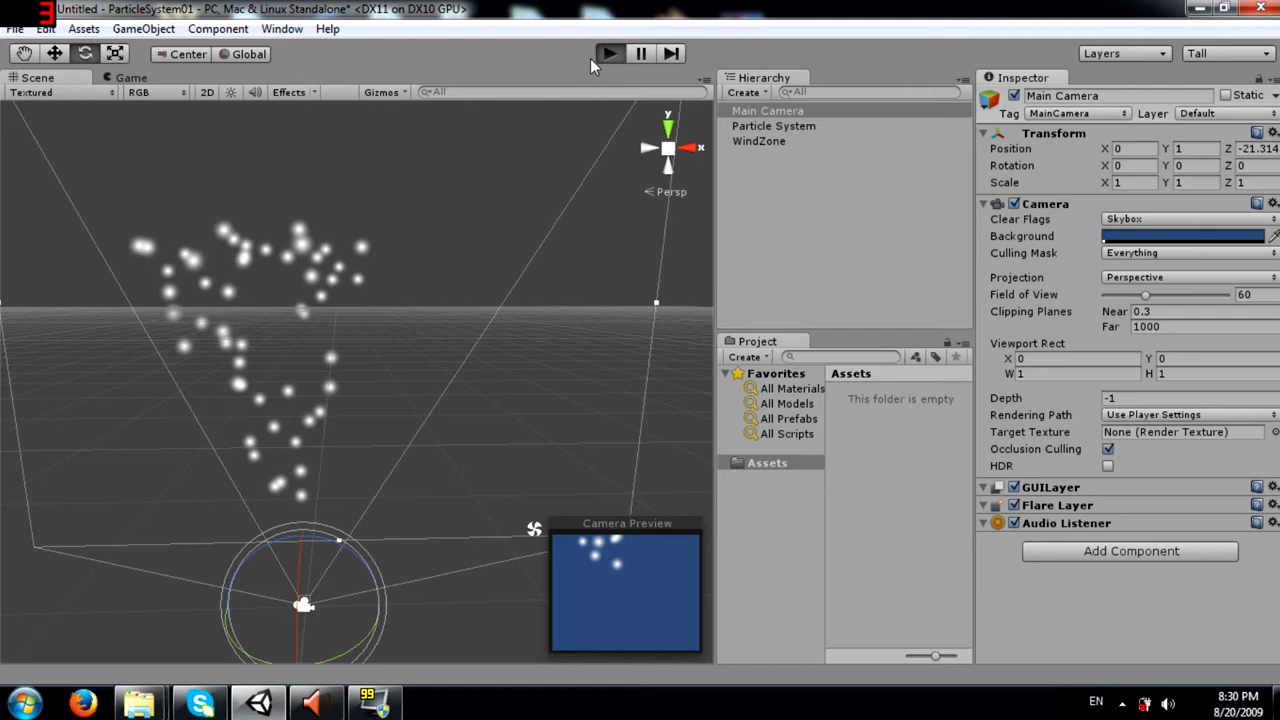 3
Untitled - ParticleSystem01 - PC, Mac & Linux Standalone* <DX11 on DX10 GPU>
File Edit Assets GameObject Component Window Help
Center Global Layers Tall
Scene Game
Textured RGB 2D Effects Gizmos All
y
x
Persp
Camera Preview
Hierarchy
Create All
Main Camera
Particle System
WindZone
Project
Create
Favorites
All Materials
All Models
All Prefabs
All Scripts
Assets
Assets
This folder is empty
Inspector
Main Camera Static
Tag MainCamera Layer Default
Transform
Position X 0 Y 1 Z -21.314
Rotation X 0 Y 0 Z 0
Scale X 1 Y 1 Z 1
Camera
Clear Flags Skybox
Background
Culling Mask Everything
Projection Perspective
Field of View 60
Clipping Planes Near 0.3
Far 1000
Viewport Rect
X 0 Y 0
W 1 H 1
Depth -1
Rendering Path Use Player Settings
Target Texture None (Render Texture)
Occlusion Culling
HDR
GUILayer
Flare Layer
Audio Listener
Add Component
99
EN
8:30 PM
8/20/2009